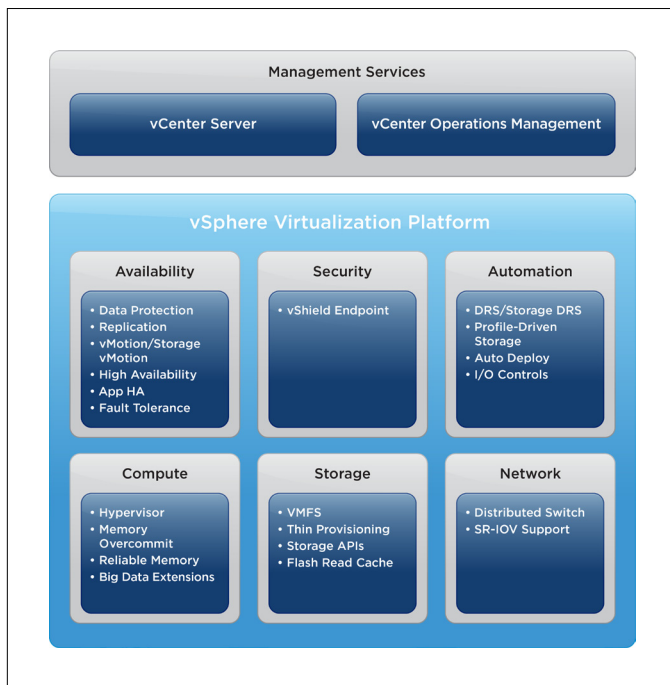 Management Services
vCenter Server
vCenter Operations Management
vSphere Virtualization Platform
Availability
• Data Protection
• Replication
• vMotion/Storage
vMotion
• High Availability
• App HA
• Fault Tolerance
Security
• vShield Endpoint
Automation
• DRS/Storage DRS
• Profile-Driven
Storage
• Auto Deploy
• I/O Controls
Compute
• Hypervisor
• Memory
Overcommit
• Reliable Memory
• Big Data Extensions
Storage
• VMFS
• Thin Provisioning
• Storage APIs
• Flash Read Cache
Network
• Distributed Switch
• SR-IOV Support